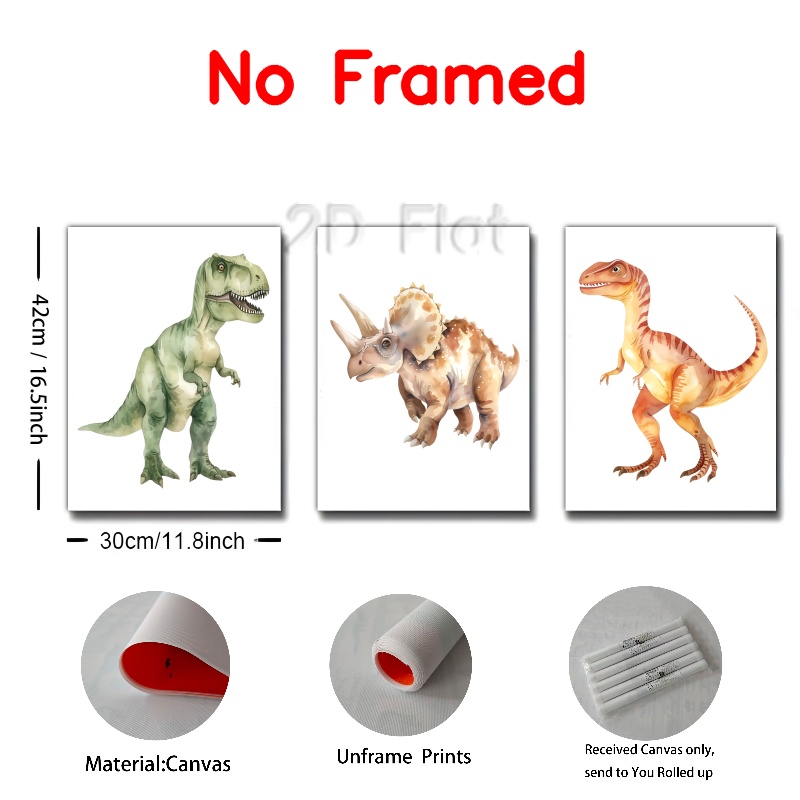 No Framed
2D Flat
42cm / 16.5inch
30cm/11.8inch
Material:Canvas
Unframe Prints
Received Canvas only,
send to You Rolled up